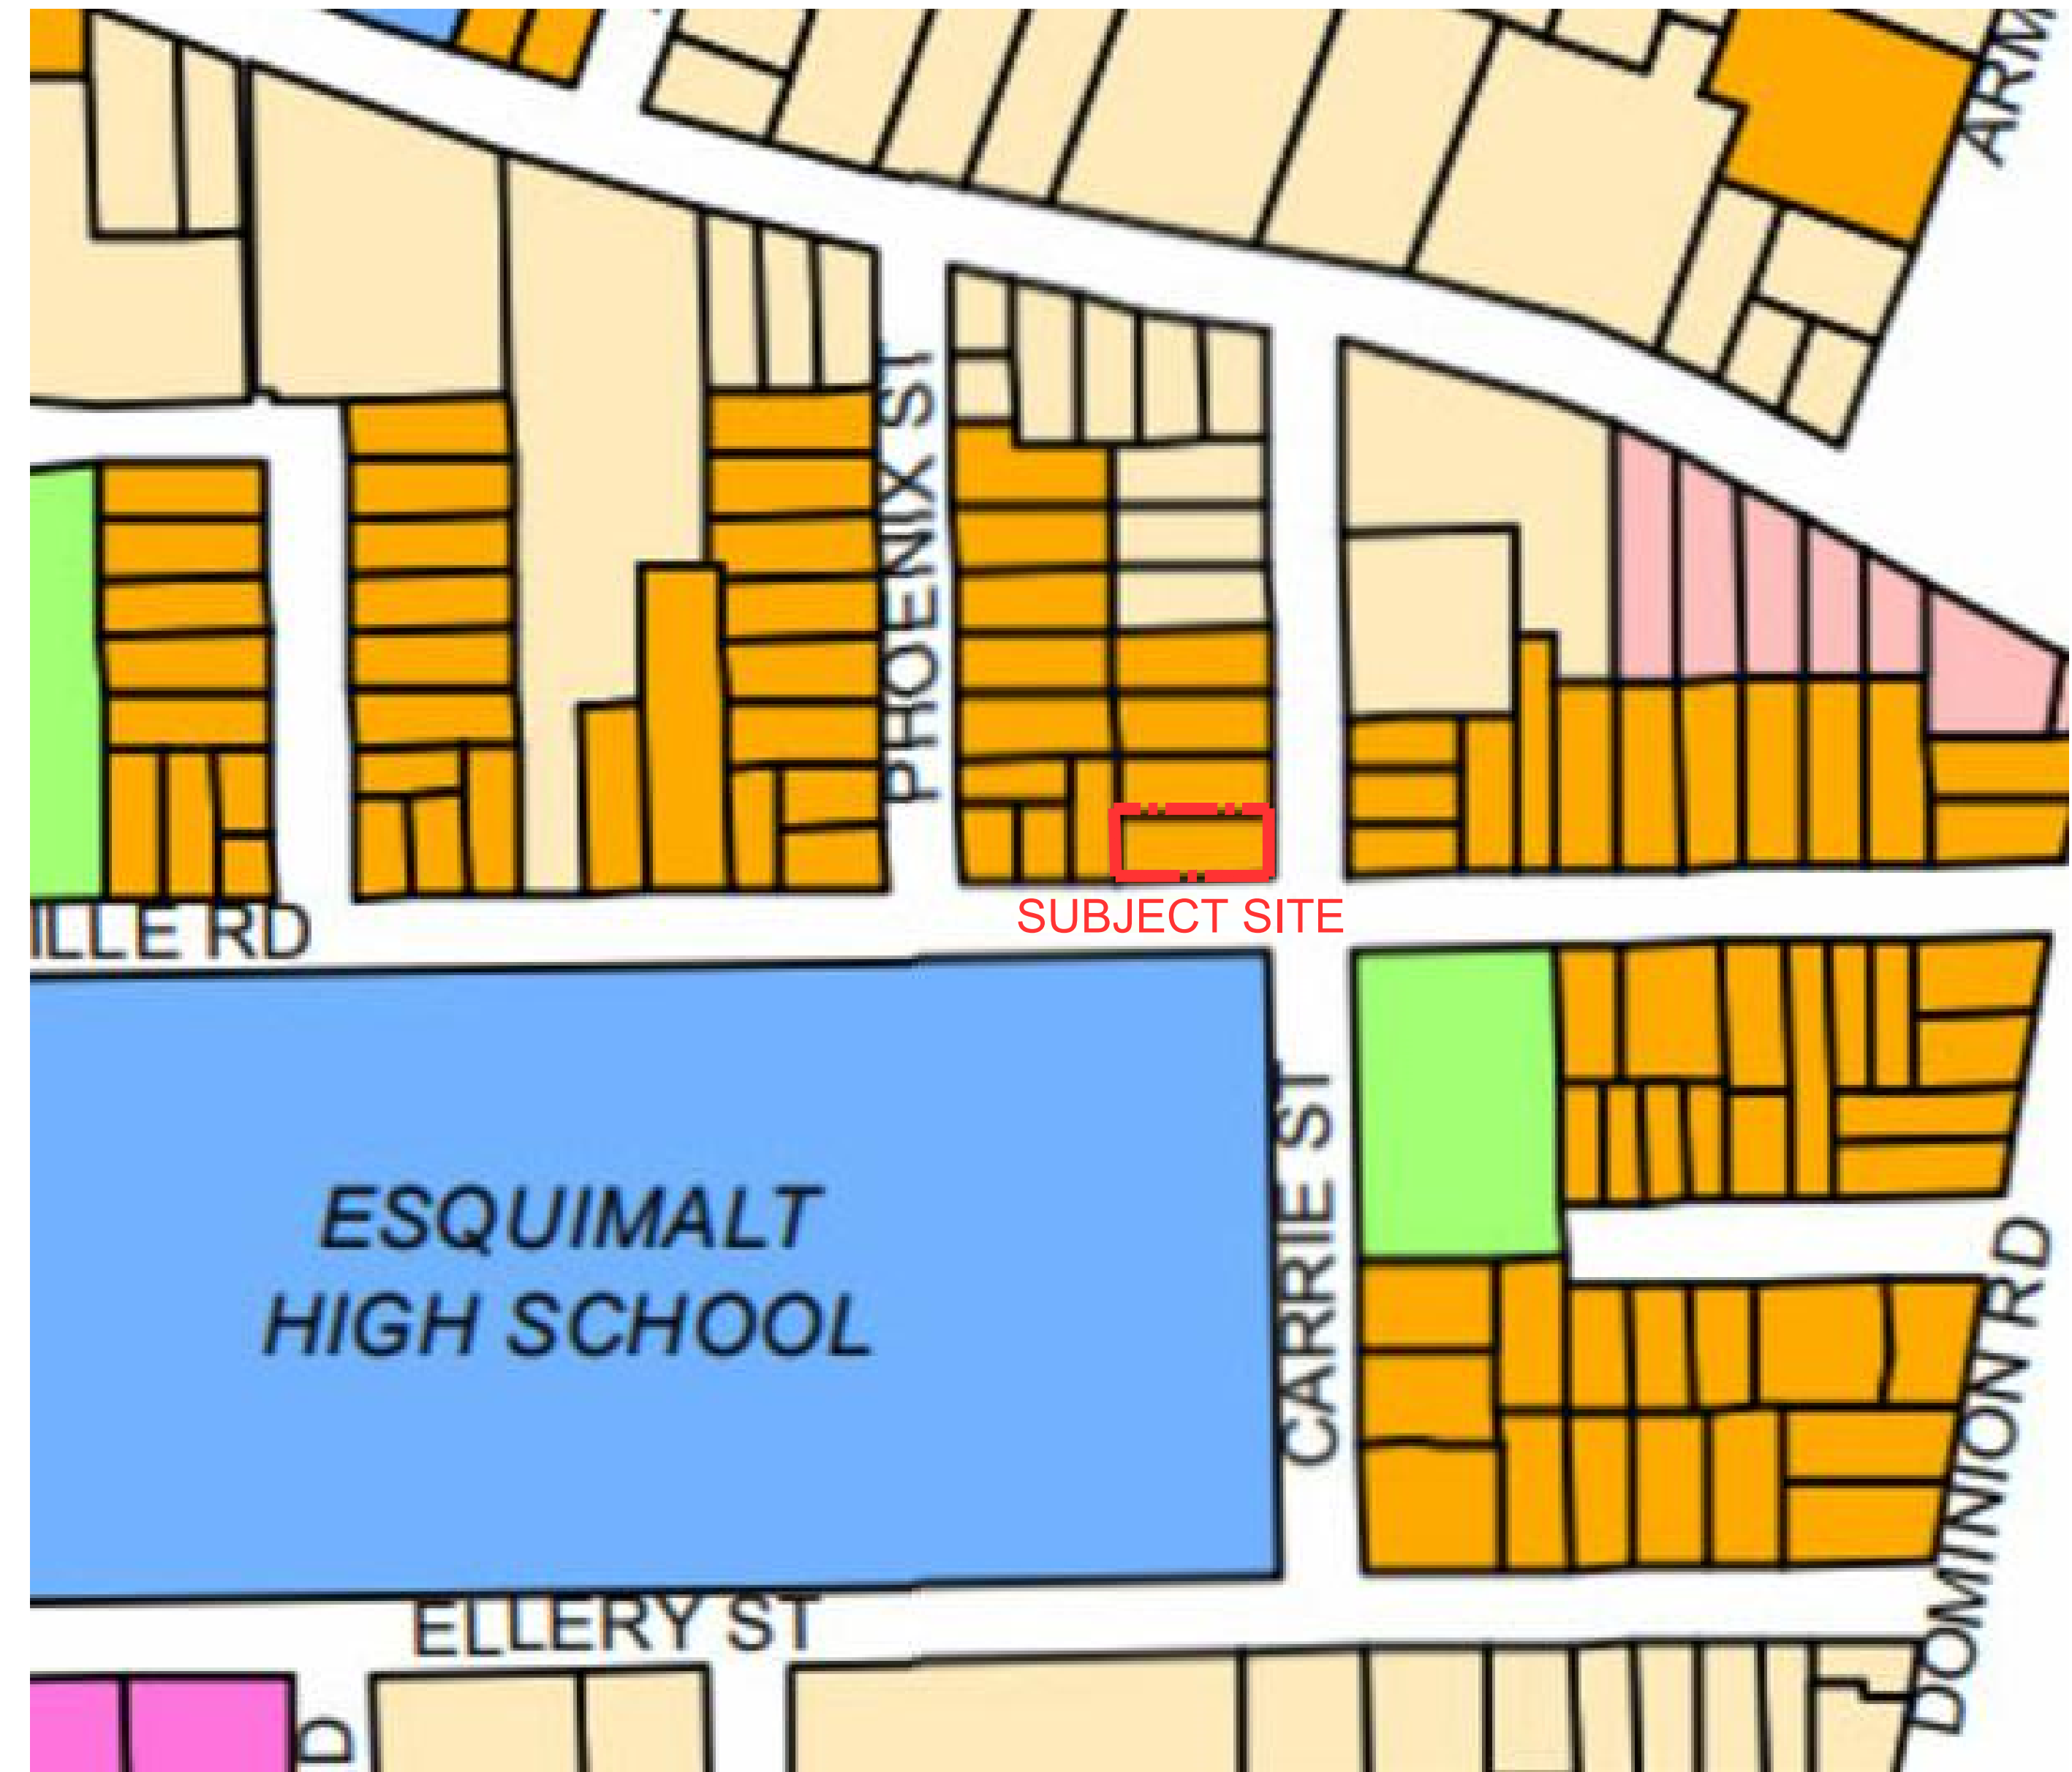 ARM
PHOENIX ST
ILLE RD
SUBJECT SITE
ESQUIMALT
HIGH SCHOOL
CARRIE ST
DOMINION RD
ELLERY ST
D